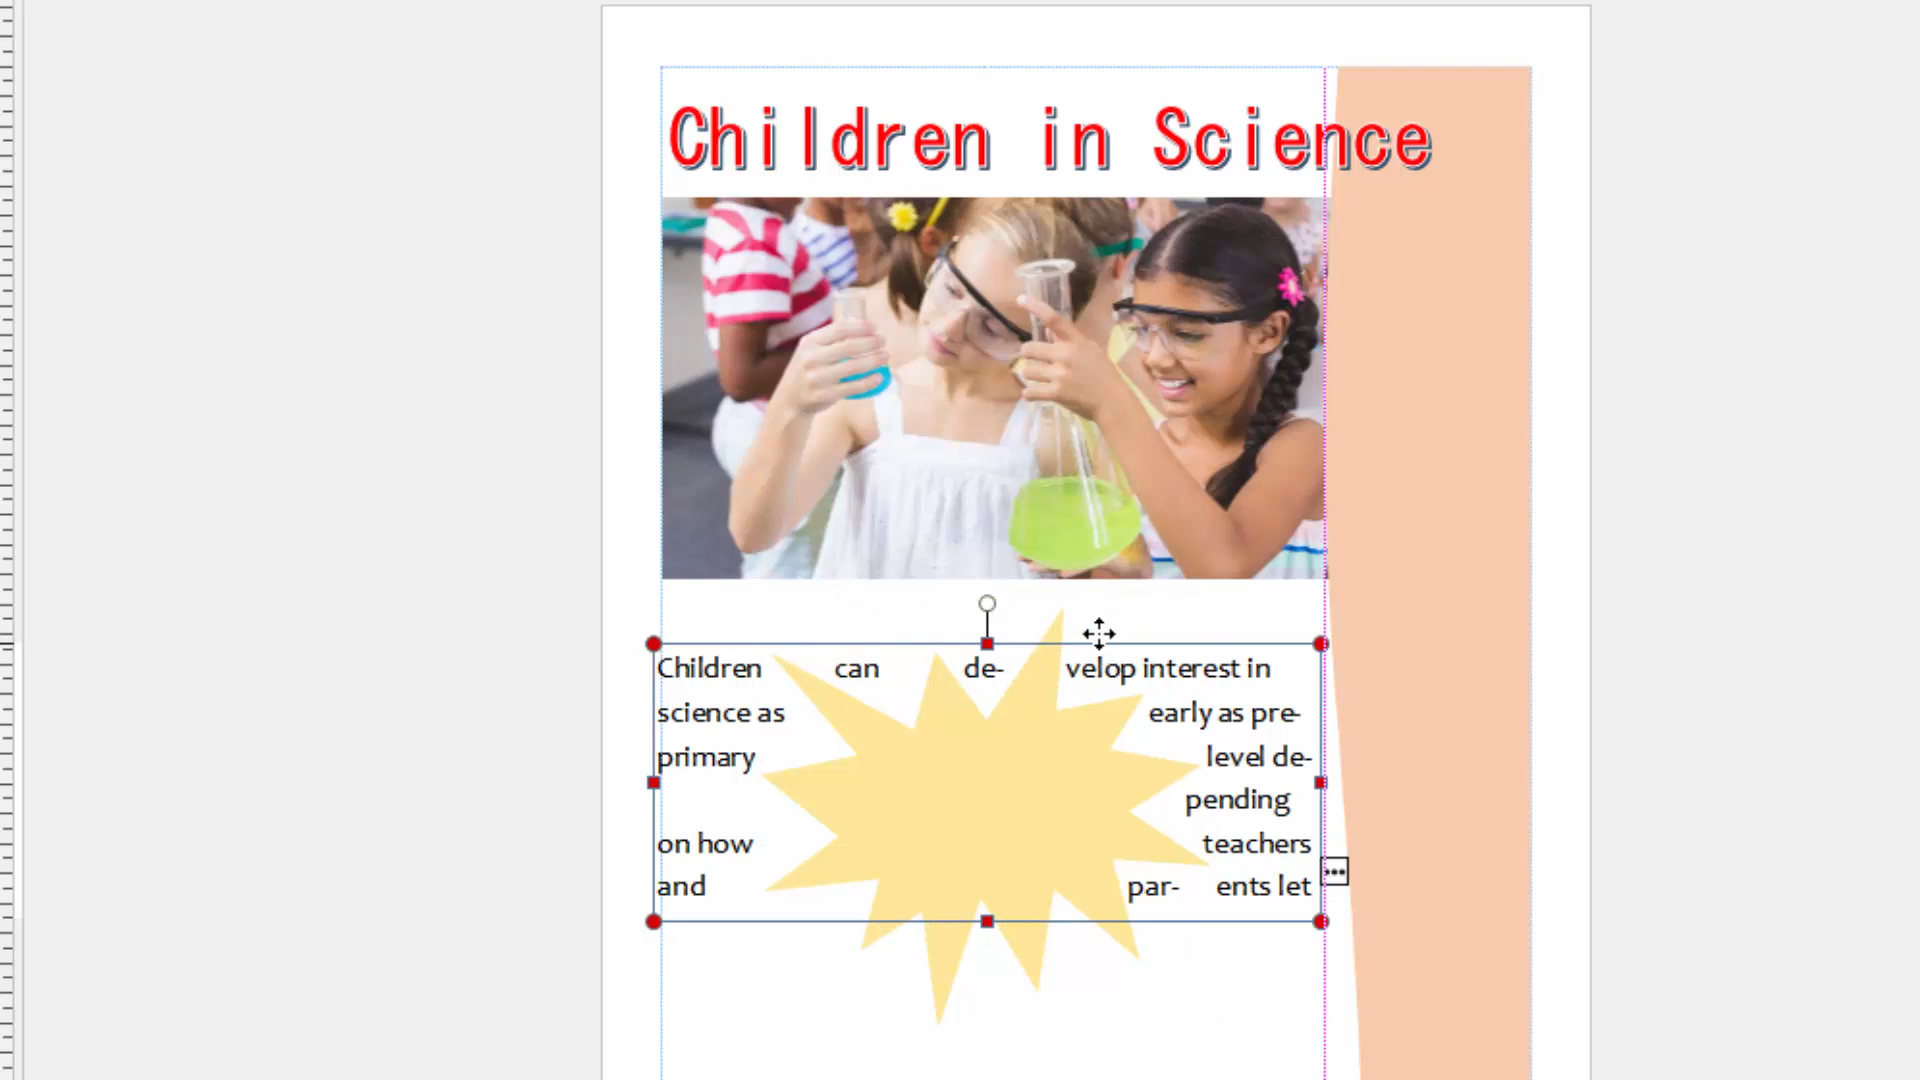 Children in Science
Children can de- velop interest in
science as early as pre-
primary level de-
pending
on how teachers
and par- ents let